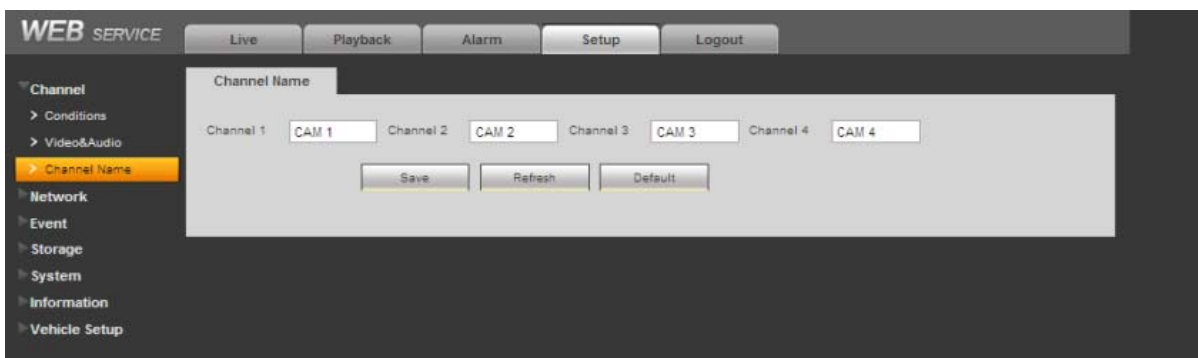 WEB SERVICE
Live Playback Alarm Setup Logout
Channel
> Conditions
> Video&Audio
> Channel Name
Network
Event
Storage
System
Information
Vehicle Setup
Channel Name
Channel 1 CAM 1 Channel 2 CAM 2 Channel 3 CAM 3 Channel 4 CAM 4
Save Refresh Default